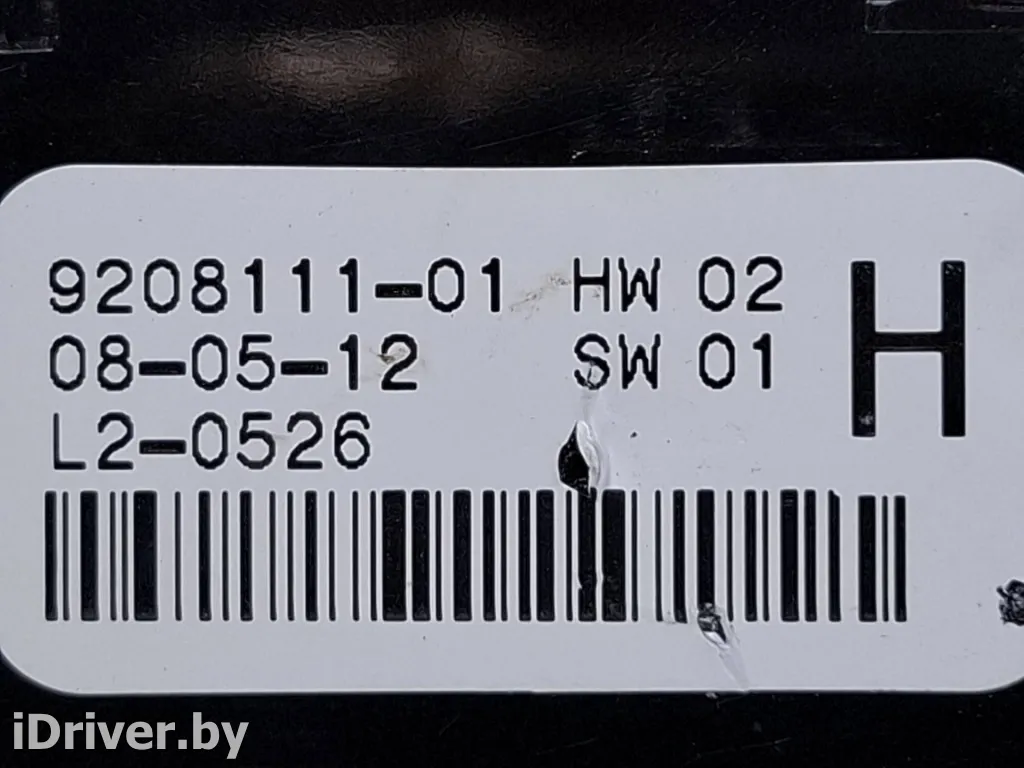 9208111-01 HW 02 H
08-05-12 SW 01
L2-0526
iDriver.by